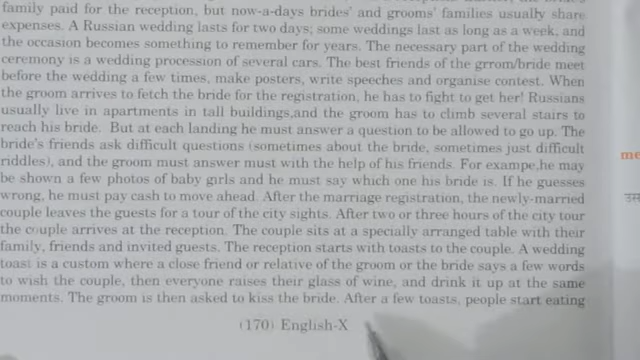 family paid for the reception, but now-a-days brides' and grooms' families usually share
expenses. A Russian wedding lasts for two days; some weddings last as long as a week, and
the occasion becomes something to remember for years. The necessary part of the wedding
ceremony is a wedding procession of several cars. The best friends of the grrom/bride meet
before the wedding a few times, make posters, write speeches and organise contest. When
the groom arrives to fetch the bride for the registration, he has to fight to get her! Russians
usually live in apartments in tall buildings,and the groom has to climb several stairs to
reach his bride. But at each landing he must answer a question to be allowed to go up. The
bride's friends ask difficult questions (sometimes about the bride, sometimes just difficult
riddles), and the groom must answer must with the help of his friends. For exampe,he may
be shown a few photos of baby girls and he must say which one his bride is. If he guesses
wrong, he must pay cash to move ahead. After the marriage registration, the newly-married
couple leaves the guests for a tour of the city sights. After two or three hours of the city tour
the couple arrives at the reception. The couple sits at a specially arranged table with their
family, friends and invited guests. The reception starts with toasts to the couple. A wedding
toast is a custom where a close friend or relative of the groom or the bride says a few words
to wish the couple, then everyone raises their glass of wine, and drink it up at the same
moments. The groom is then asked to kiss the bride. After a few toasts, people start eating
(170) English-X
me